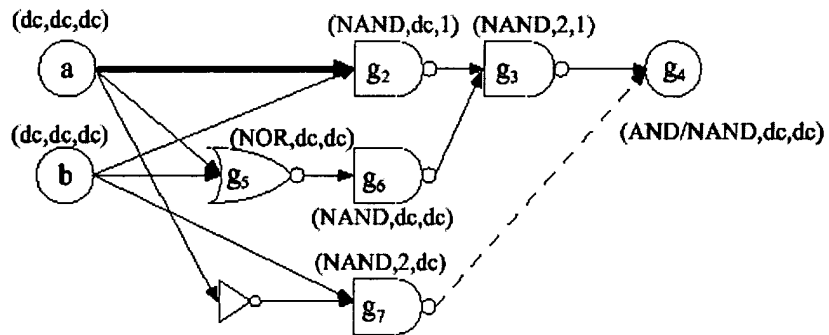 (dc,dc,dc)
(NAND,dc,1)
(NAND,2,1)
a
g2
g3
g4
(dc,dc,dc)
(NOR,dc,dc)
(AND/NAND,dc,dc)
b
g5
g6
(NAND,dc,dc)
(NAND,2,dc)
g7